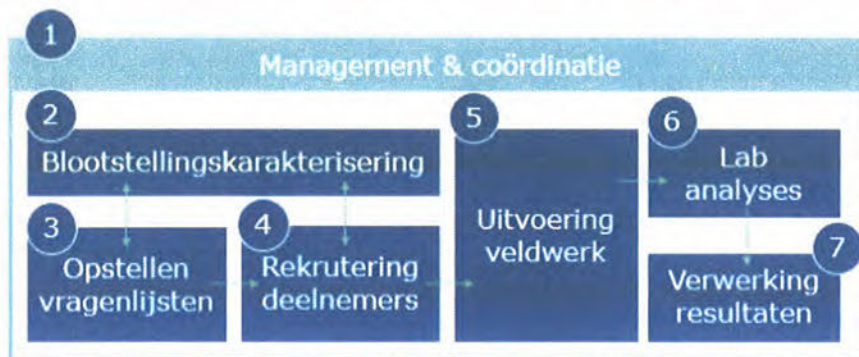 1
Management & coördinatie
2
Blootstellingskarakterisering
3
Opstellen
vragenlijsten
4
Rekrutering
deelnemers
5
Uitvoering
veldwerk
6
Lab
analyses
7
Verwerking
resultaten